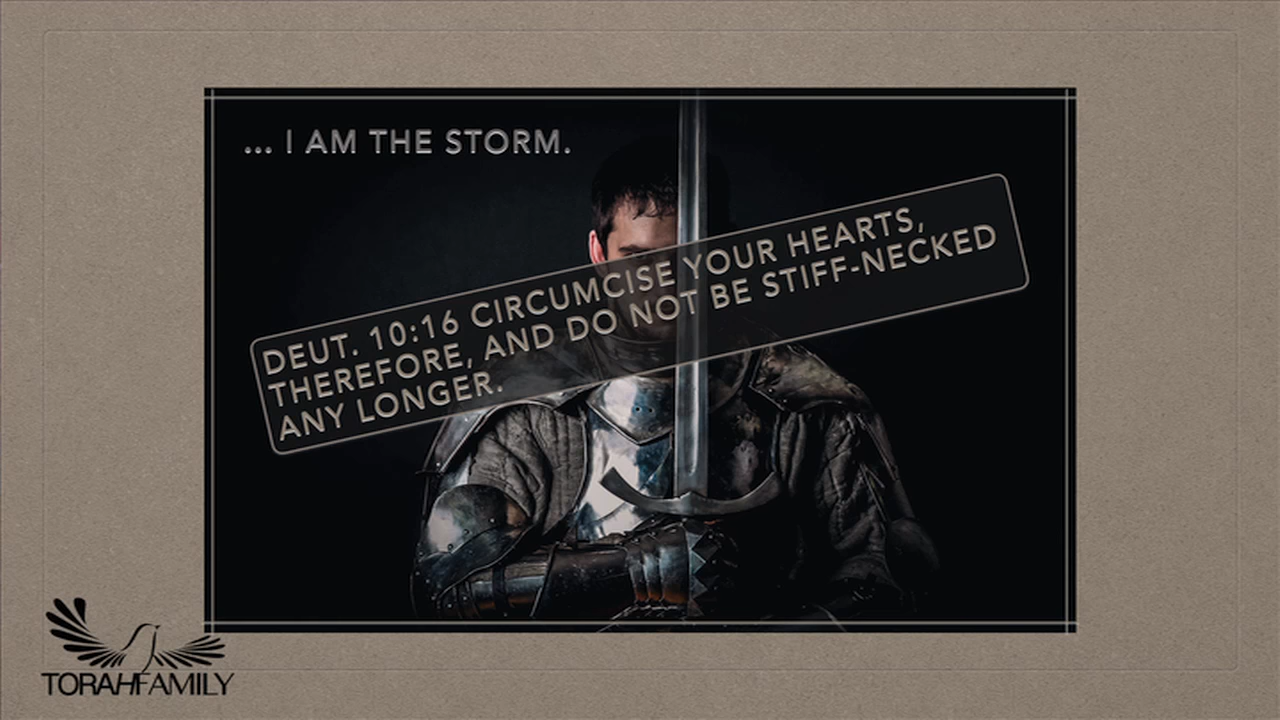 ... I AM THE STORM.
DEUT. 10:16 CIRCUMCISE YOUR HEARTS,
THEREFORE, AND DO NOT BE STIFF-NECKED
ANY LONGER.
TORAHFAMILY